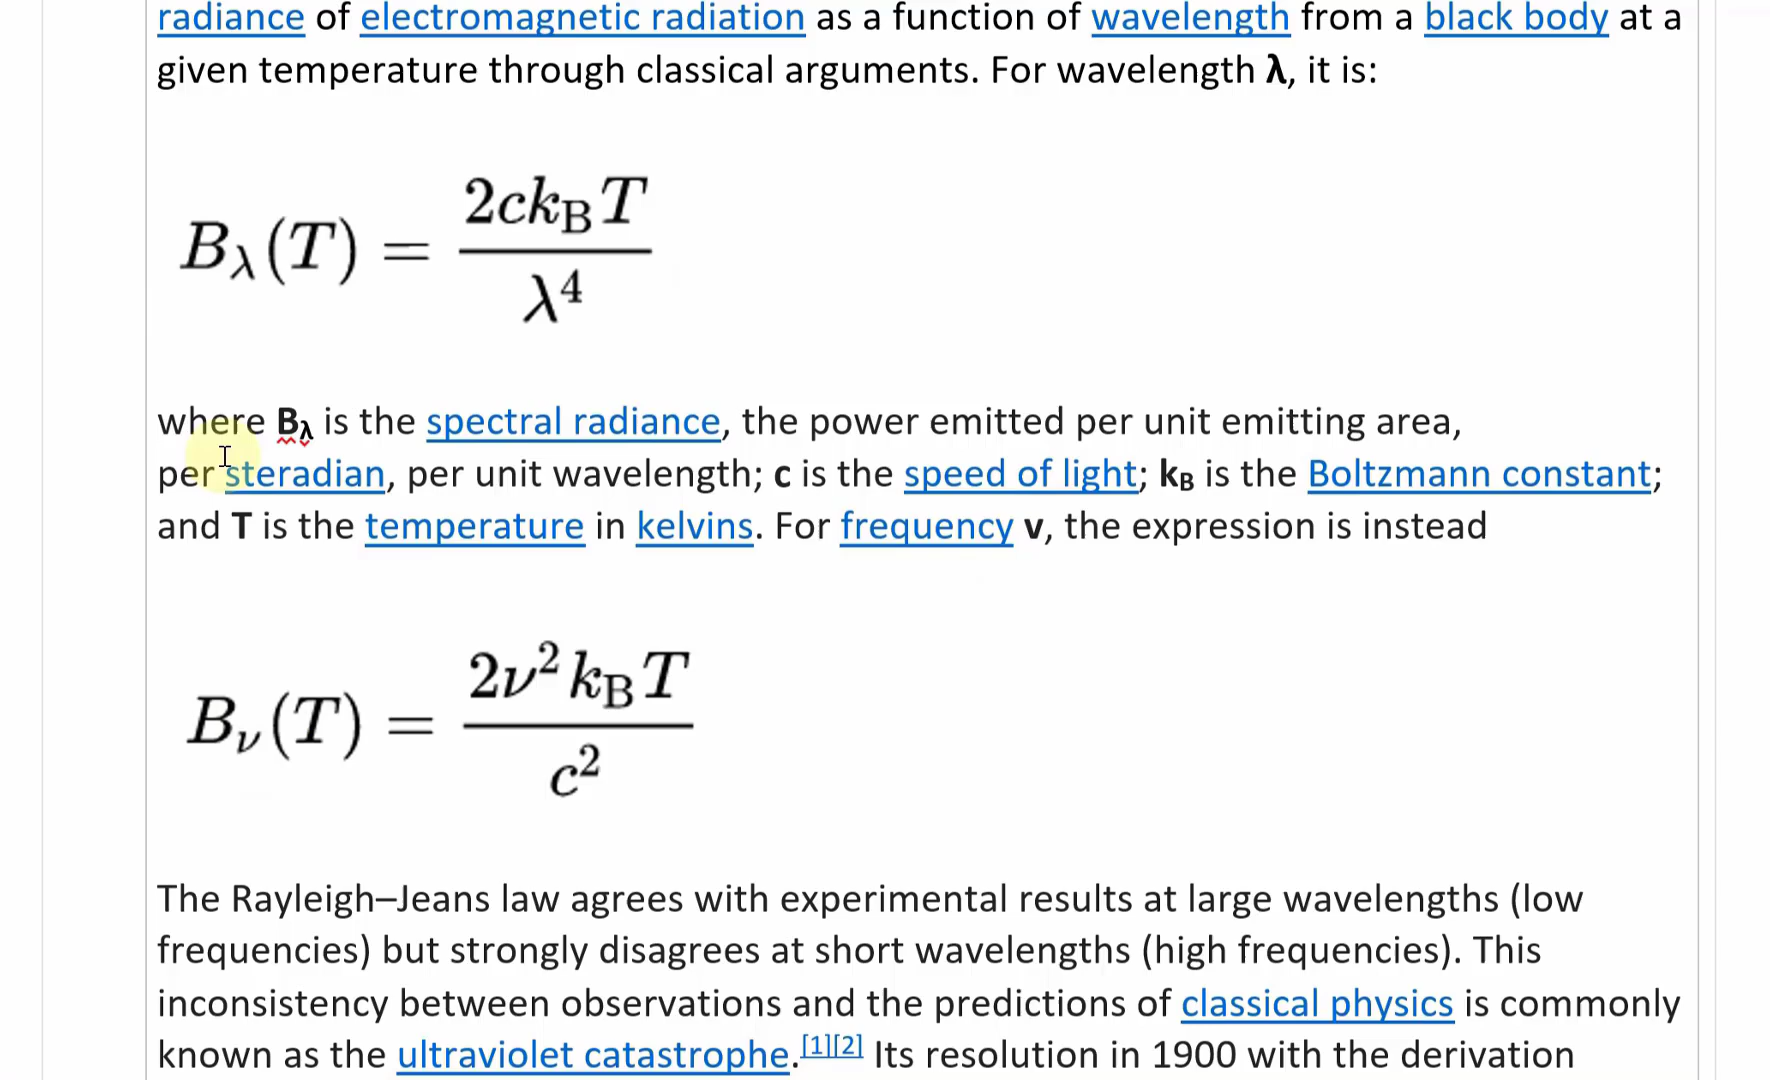 radiance of electromagnetic radiation as a function of wavelength from a black body at a
given temperature through classical arguments. For wavelength λ, it is:
B_λ(T) = \frac{2ck_B T}{λ^4}
where B_λ is the spectral radiance, the power emitted per unit emitting area,
per steradian, per unit wavelength; c is the speed of light; k_B is the Boltzmann constant;
and T is the temperature in kelvins. For frequency v, the expression is instead
B_ν(T) = \frac{2ν^2 k_B T}{c^2}
The Rayleigh–Jeans law agrees with experimental results at large wavelengths (low
frequencies) but strongly disagrees at short wavelengths (high frequencies). This
inconsistency between observations and the predictions of classical physics is commonly
known as the ultraviolet catastrophe.[1][2] Its resolution in 1900 with the derivation